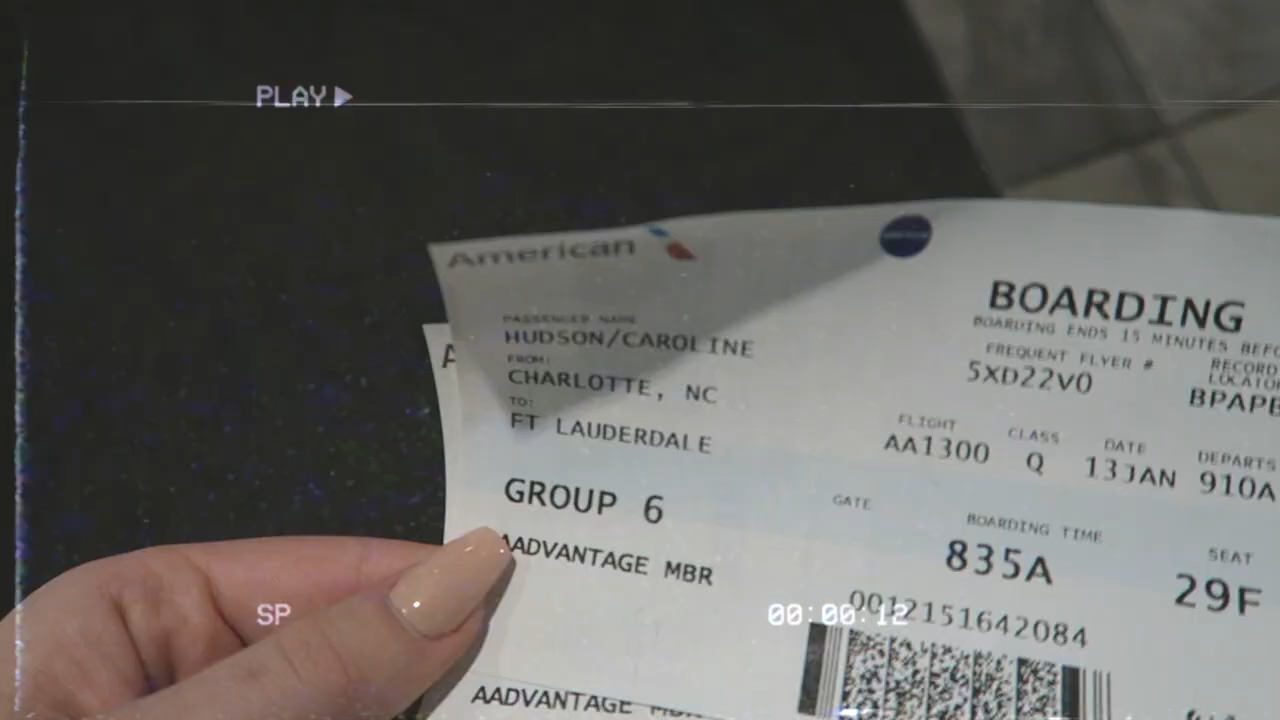 PLAY
American
BOARDING
BOARDING ENDS 15 MINUTES
PASSENGER NAME
HUDSON/CAROLINE
FREQUENT FLYER #
5XD22V0
RECORD
FROM:
CHARLOTTE, NC
TO:
FT LAUDERDALE
FLIGHT CLASS DATE DEPARTS
AA1300 Q 13JAN 910A
GROUP 6
GATE BOARDING TIME SEAT
835A 29F
AADVANTAGE MBR
0012151642084
SP 00:00:12
AADVANTAGE